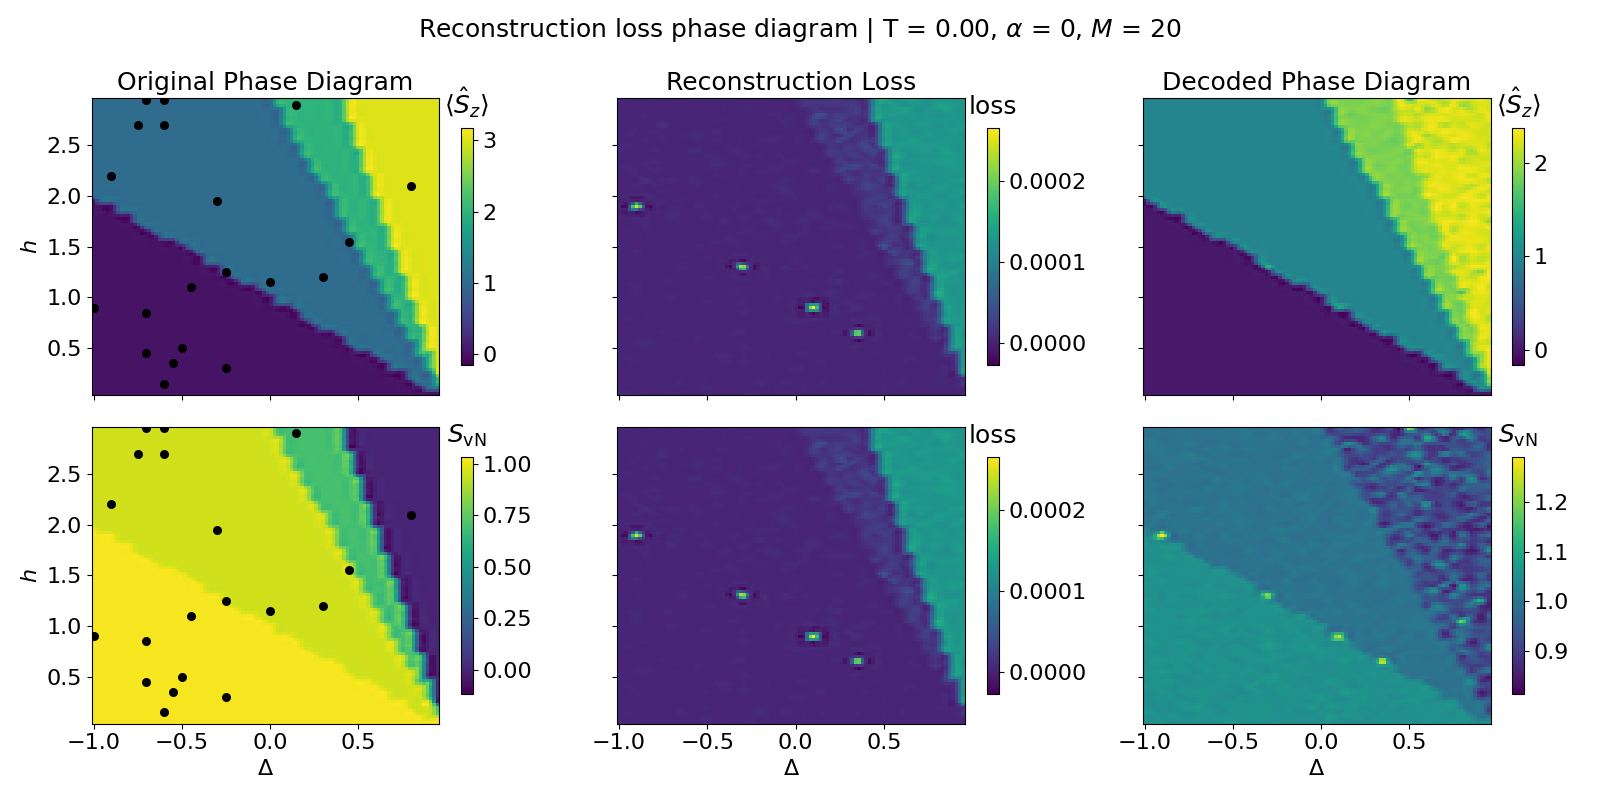 Reconstruction loss phase diagram | T = 0.00, α = 0, M = 20
Original Phase Diagram
Reconstruction Loss
Decoded Phase Diagram
⟨Ŝz⟩
loss
⟨Ŝz⟩
h
2.5
2.0
1.5
1.0
0.5
3
2
1
0
0.0002
0.0001
0.0000
2
1
0
SvN
loss
SvN
h
2.5
2.0
1.5
1.0
0.5
1.00
0.75
0.50
0.25
0.00
0.0002
0.0001
0.0000
1.2
1.1
1.0
0.9
−1.0 −0.5 0.0 0.5
−1.0 −0.5 0.0 0.5
−1.0 −0.5 0.0 0.5
Δ
Δ
Δ